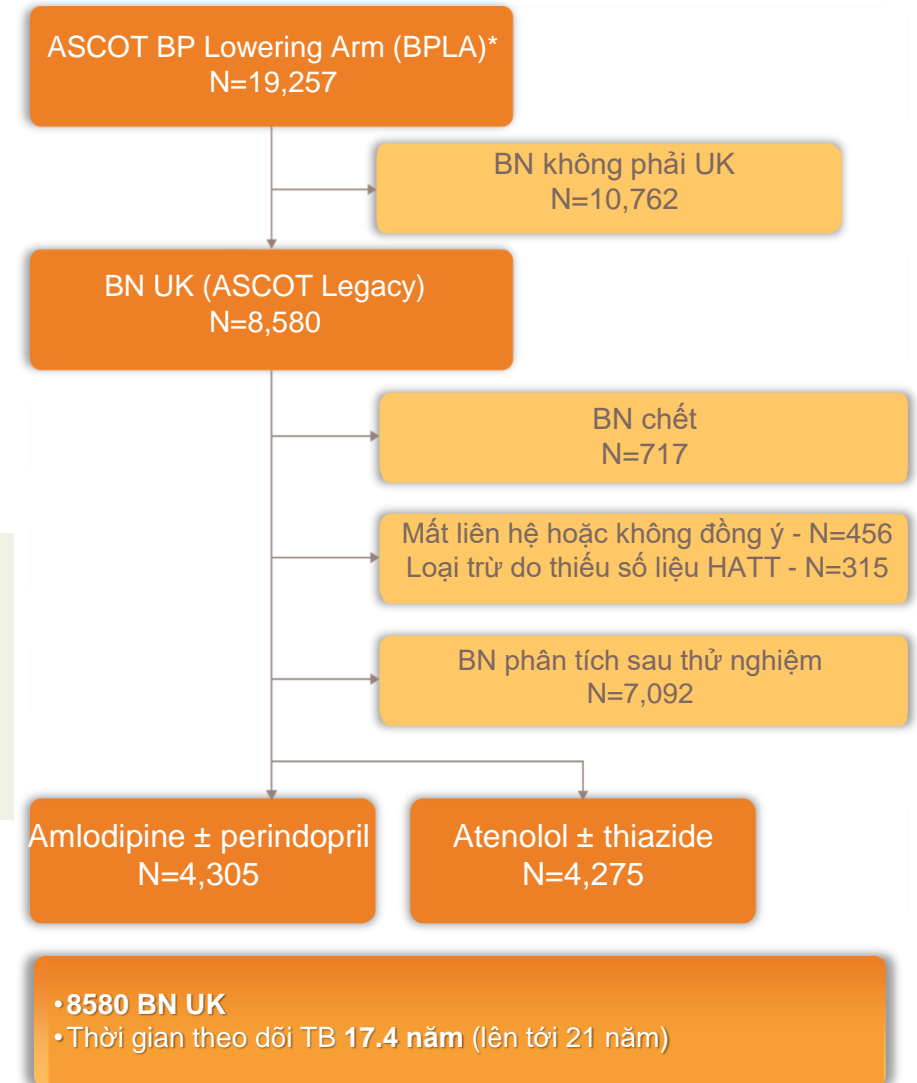 ASCOT BP Lowering Arm (BPLA)*
N=19,257
BN không phải UK
N=10,762
BN UK (ASCOT Legacy)
N=8,580
BN chết
N=717
Mất liên hệ hoặc không đồng ý - N=456
Loại trừ do thiếu số liệu HATT - N=315
BN phân tích sau thử nghiệm
N=7,092
Amlodipine ± perindopril
N=4,305
Atenolol ± thiazide
N=4,275
•8580 BN UK
•Thời gian theo dõi TB 17.4 năm (lên tới 21 năm)